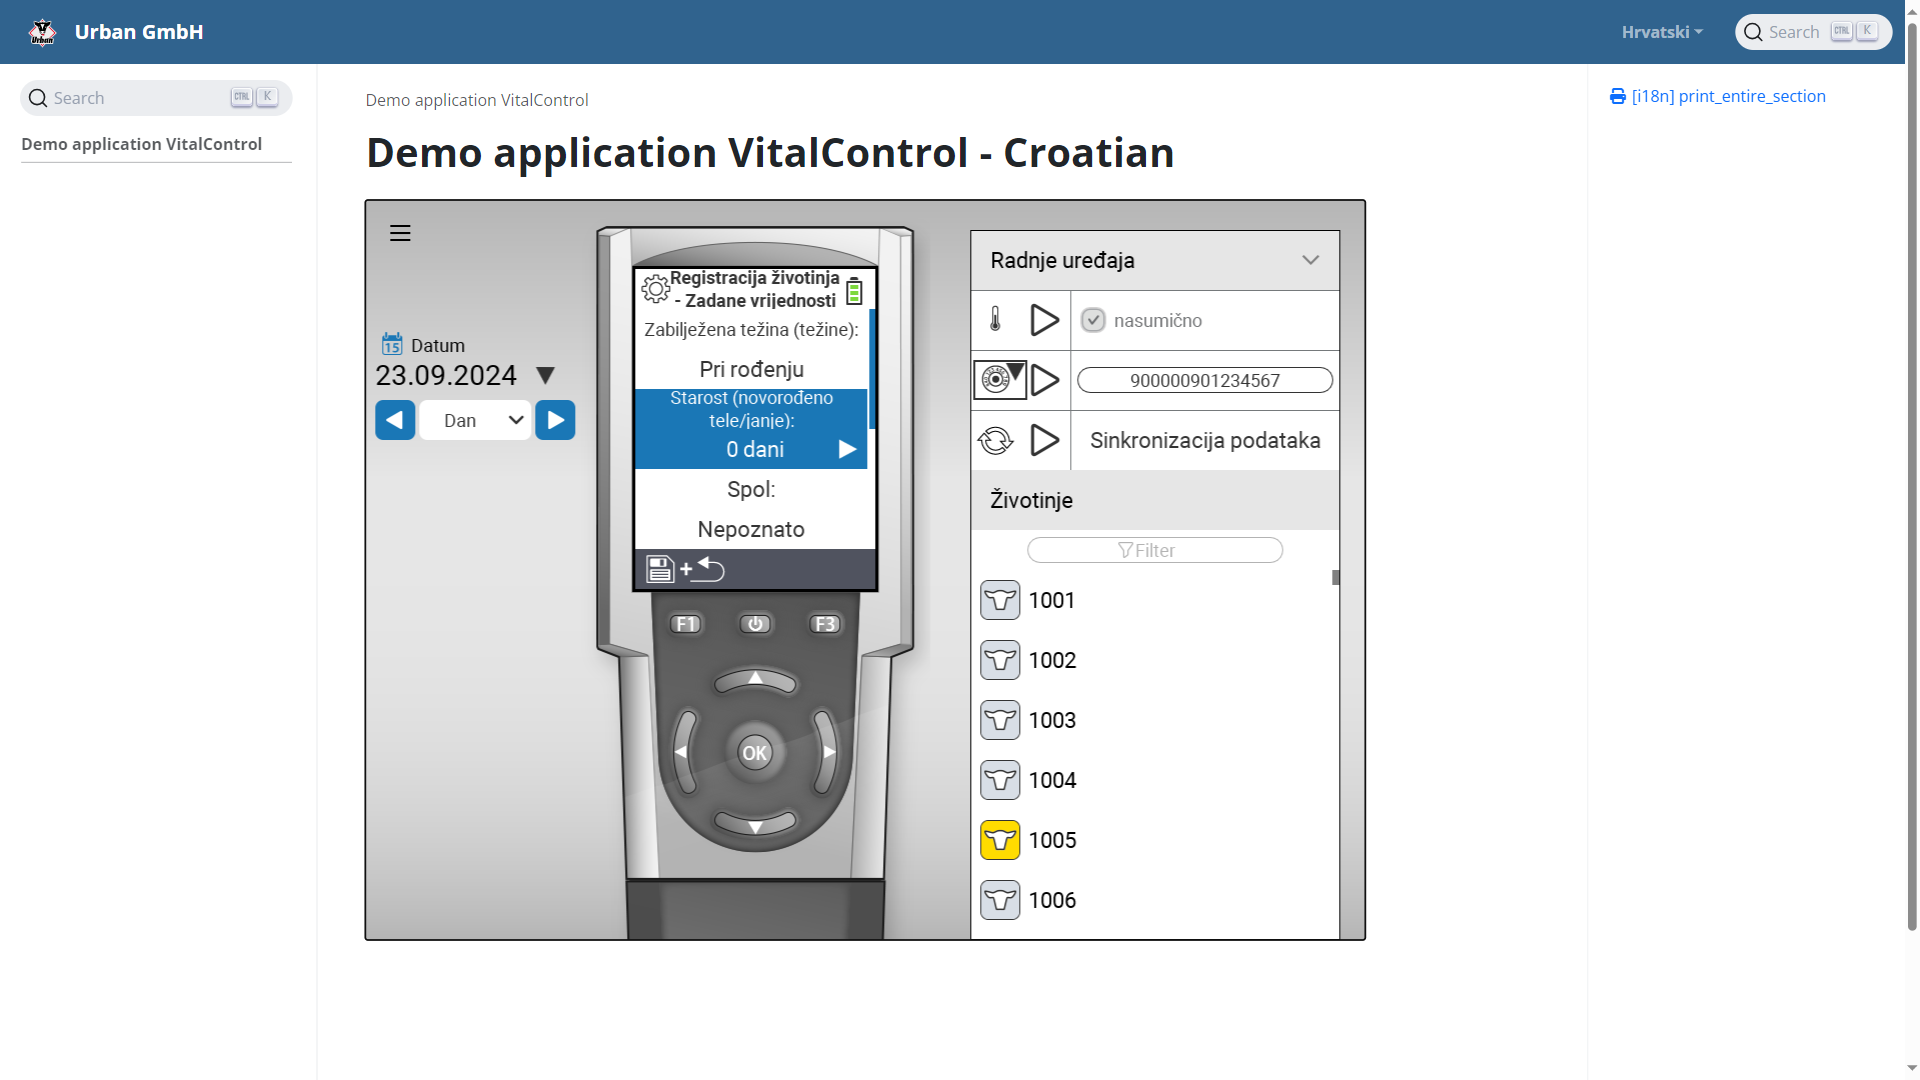 Urban GmbH
Hrvatski
Search CTRL K
Search CTRL K
Demo application VitalControl
Demo application VitalControl
Demo application VitalControl - Croatian
[i18n] print_entire_section
15 Datum
23.09.2024
Dan
Registracija životinja
- Zadane vrijednosti
Zabilježena težina (težine):
Pri rođenju
Starost (novorođeno
tele/janje):
0 dani
Spol:
Nepoznato
F1
F3
OK
Radnje uređaja
nasumično
900000901234567
Sinkronizacija podataka
Životinje
Filter
1001
1002
1003
1004
1005
1006